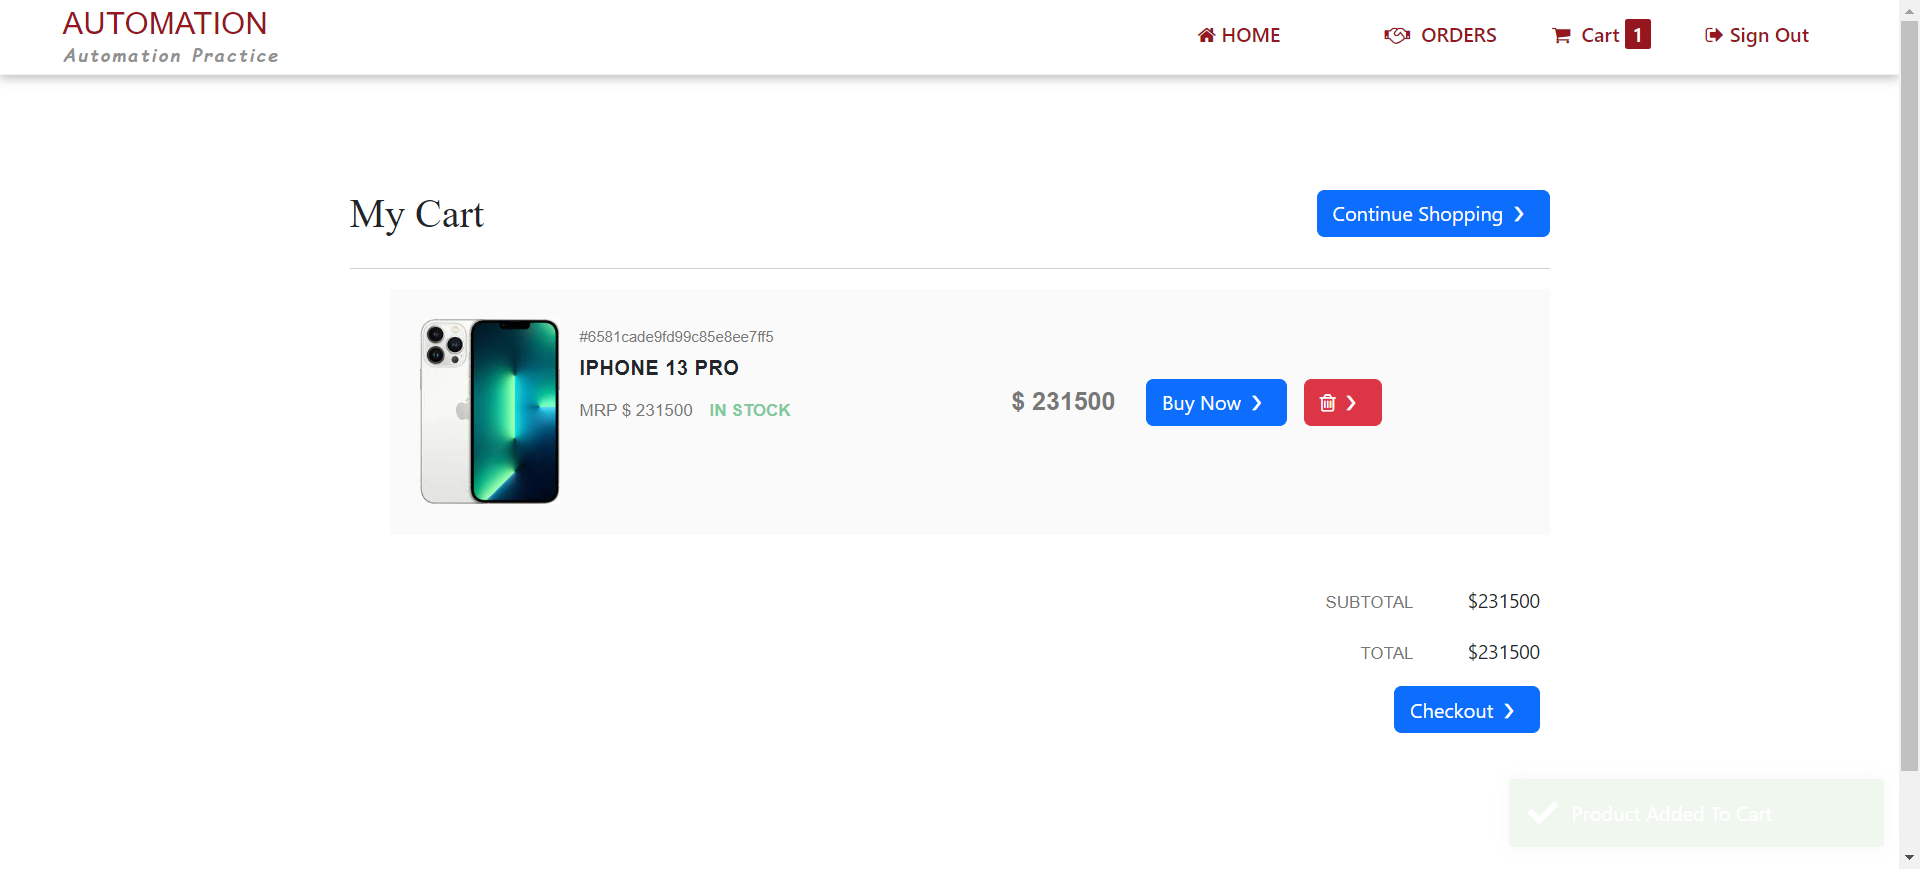 AUTOMATION
Automation Practice
HOME
ORDERS
Cart 1
Sign Out
My Cart
Continue Shopping ❯
#6581cade9fd99c85e8ee7ff5
IPHONE 13 PRO
MRP $ 231500 IN STOCK
$ 231500
Buy Now ❯
❯
SUBTOTAL $231500
TOTAL $231500
Checkout ❯
Product Added To Cart